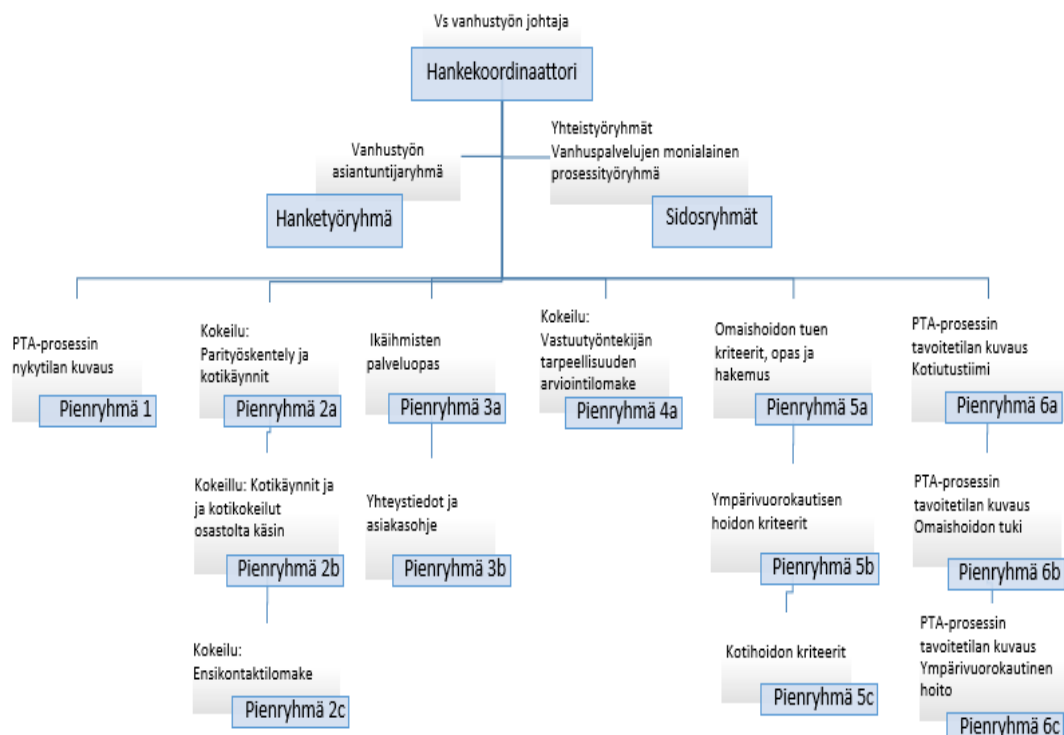 Vs vanhustyön johtaja
Hankekoordinaattori
Vanhustyön
asiantuntijaryhmä
Hanketyöryhmä
Yhteistyöryhmät
Vanhuspalvelujen monialainen
prosessityöryhmä
Sidosryhmät
PTA-prosessin
nykytilan kuvaus
Pienryhmä 1
Kokeilu:
Parityöskentely ja
kotikäynnit
Pienryhmä 2a
Ikäihmisten
palveluopas
Pienryhmä 3a
Kokeilu:
Vastuutyöntekijän
tarpeellisuuden
arviointilomake
Pienryhmä 4a
Omaishoidon tuen
kriteerit, opas ja
hakemus
Pienryhmä 5a
PTA-prosessin
tavoitetilan kuvaus
Kotiutustiimi
Pienryhmä 6a
Kokeillu: Kotikäynnit ja
ja kotikokeilut
osastolta käsin
Pienryhmä 2b
Yhteystiedot ja
asiakasohje
Pienryhmä 3b
Ympärivuorokautisen
hoidon kriteerit
Pienryhmä 5b
PTA-prosessin
tavoitetilan kuvaus
Omaishoidon tuki
Pienryhmä 6b
Kokeilu:
Ensikontaktilomake
Pienryhmä 2c
Kotihoidon kriteerit
Pienryhmä 5c
PTA-prosessin
tavoitetilan kuvaus
Ympärivuorokautinen
hoito
Pienryhmä 6c